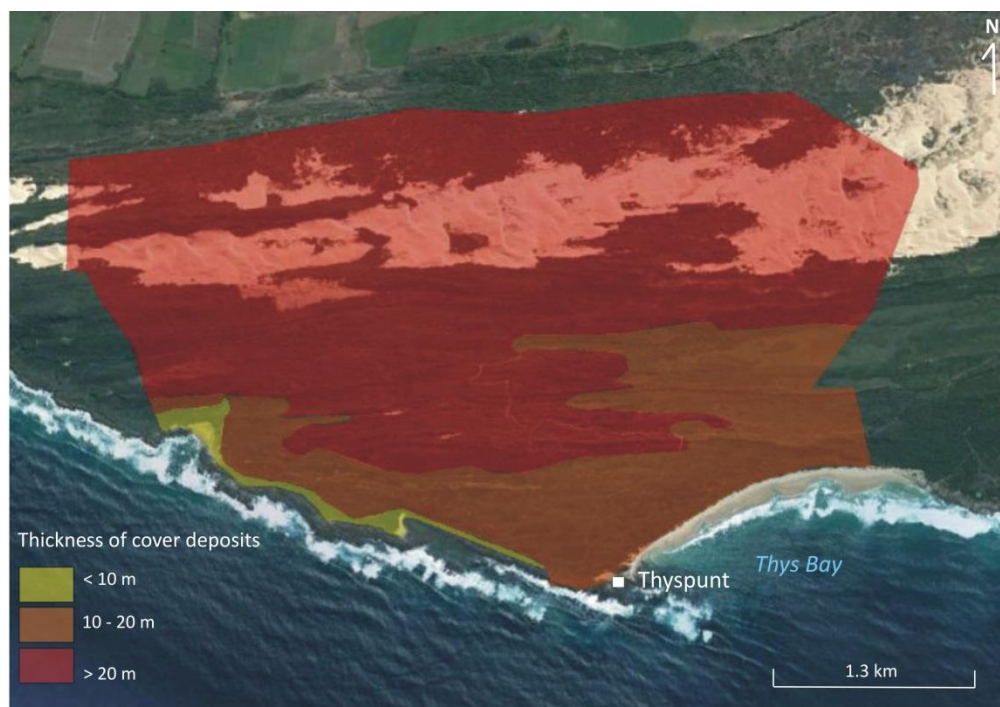 N
Thickness of cover deposits
< 10 m
10 - 20 m
> 20 m
Thyspunt
Thys Bay
1.3 km